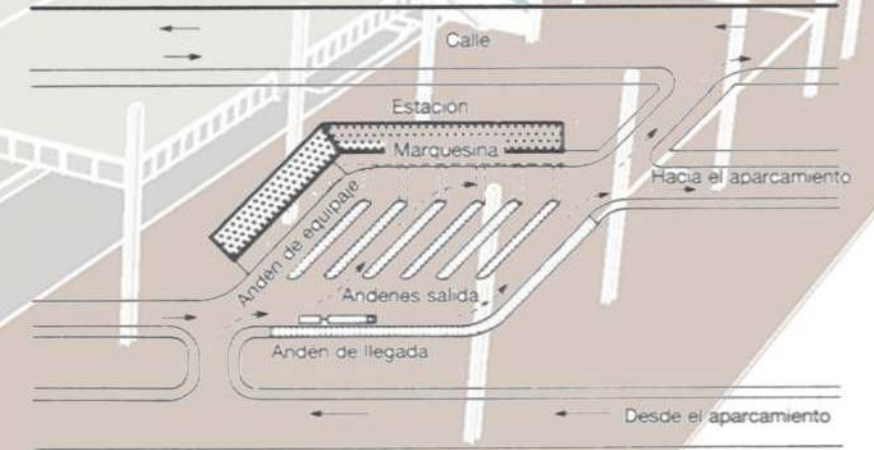 Calle
Estación
Marquesina
Hacia el aparcamiento
Andén de equipaje
Andenes salida
Andén de llegada
Desde el aparcamiento